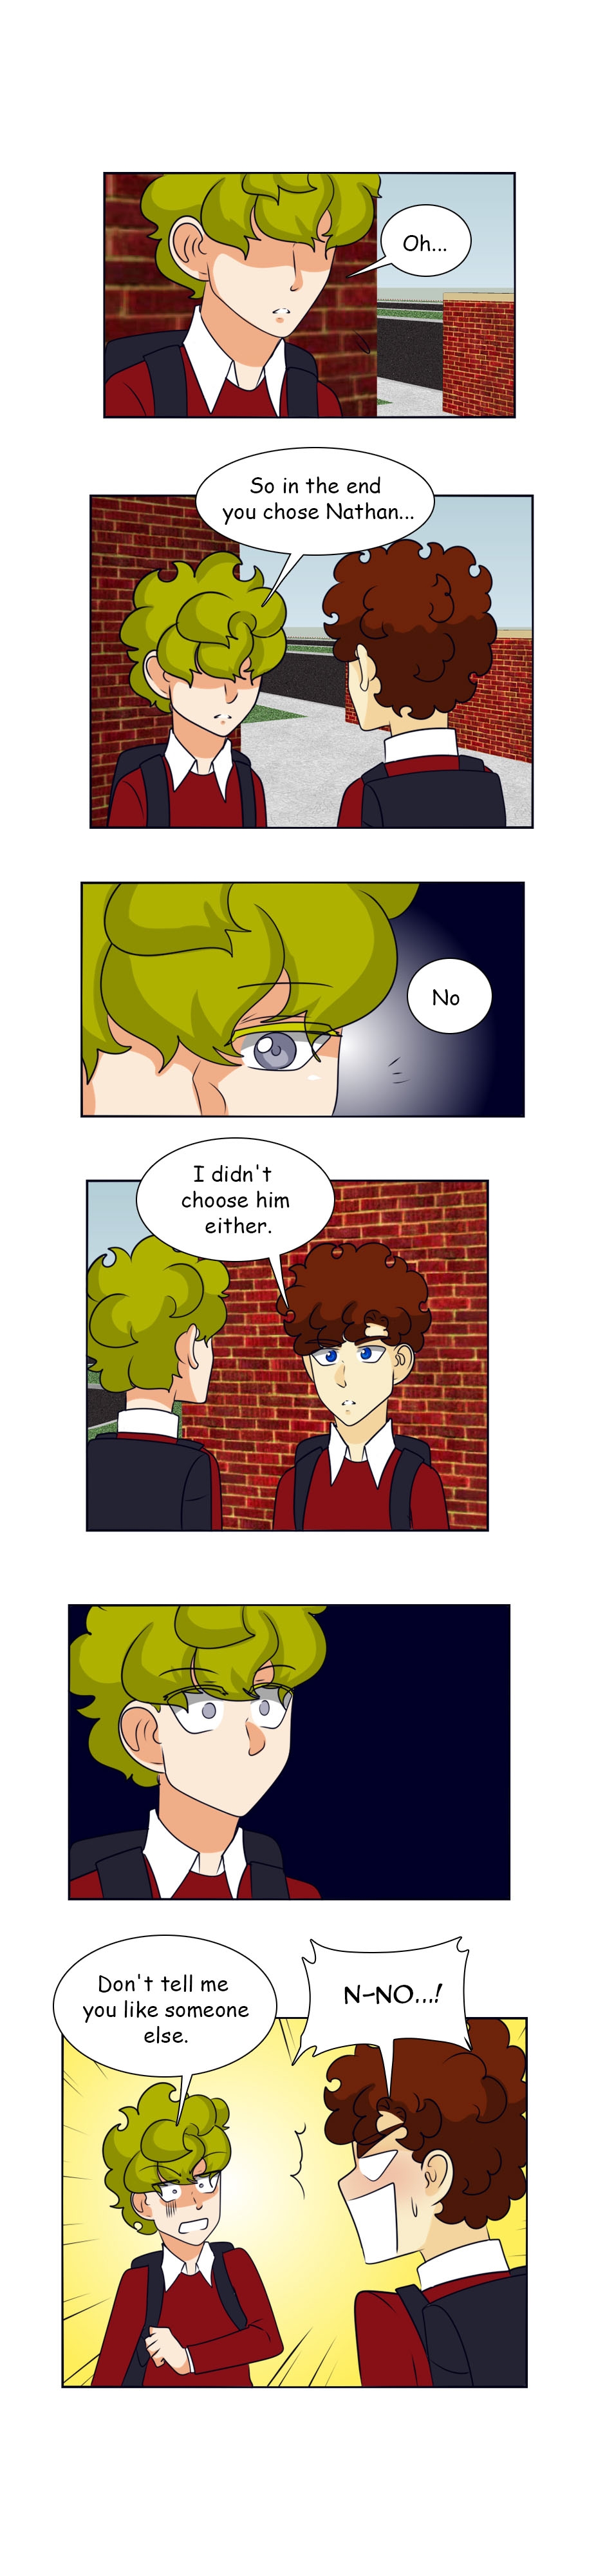 Oh...
So in the end
you chose Nathan...
No
I didn't
choose him
either.
Don't tell me
you like someone
else.
N-NO...!